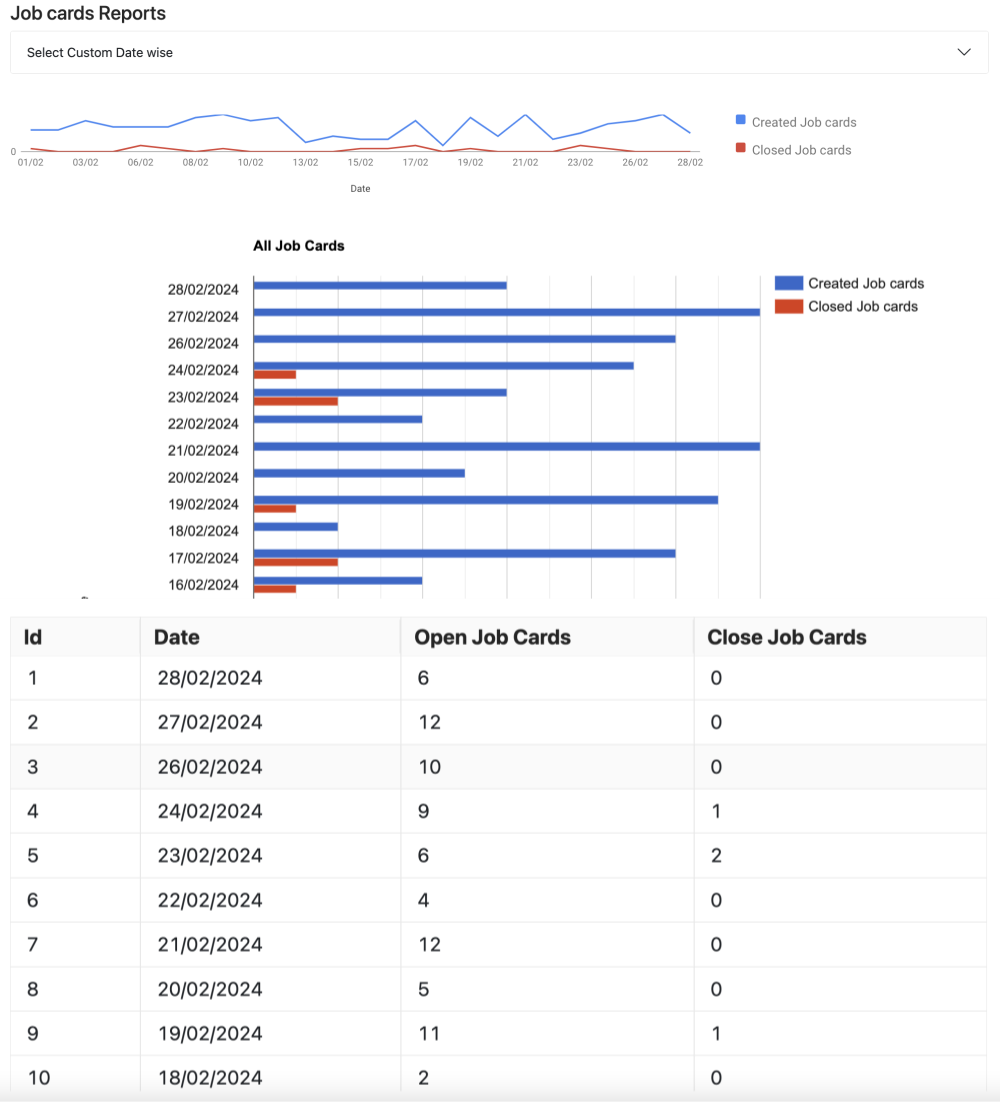 Job cards Reports
Select Custom Date wise
Created Job cards
Closed Job cards
0
01/02 03/02 06/02 08/02 10/02 13/02 15/02 17/02 19/02 21/02 23/02 26/02 28/02
Date
All Job Cards
Created Job cards
Closed Job cards
28/02/2024
27/02/2024
26/02/2024
24/02/2024
23/02/2024
22/02/2024
21/02/2024
20/02/2024
19/02/2024
18/02/2024
17/02/2024
16/02/2024
Id Date Open Job Cards Close Job Cards
1 28/02/2024 6 0
2 27/02/2024 12 0
3 26/02/2024 10 0
4 24/02/2024 9 1
5 23/02/2024 6 2
6 22/02/2024 4 0
7 21/02/2024 12 0
8 20/02/2024 5 0
9 19/02/2024 11 1
10 18/02/2024 2 0